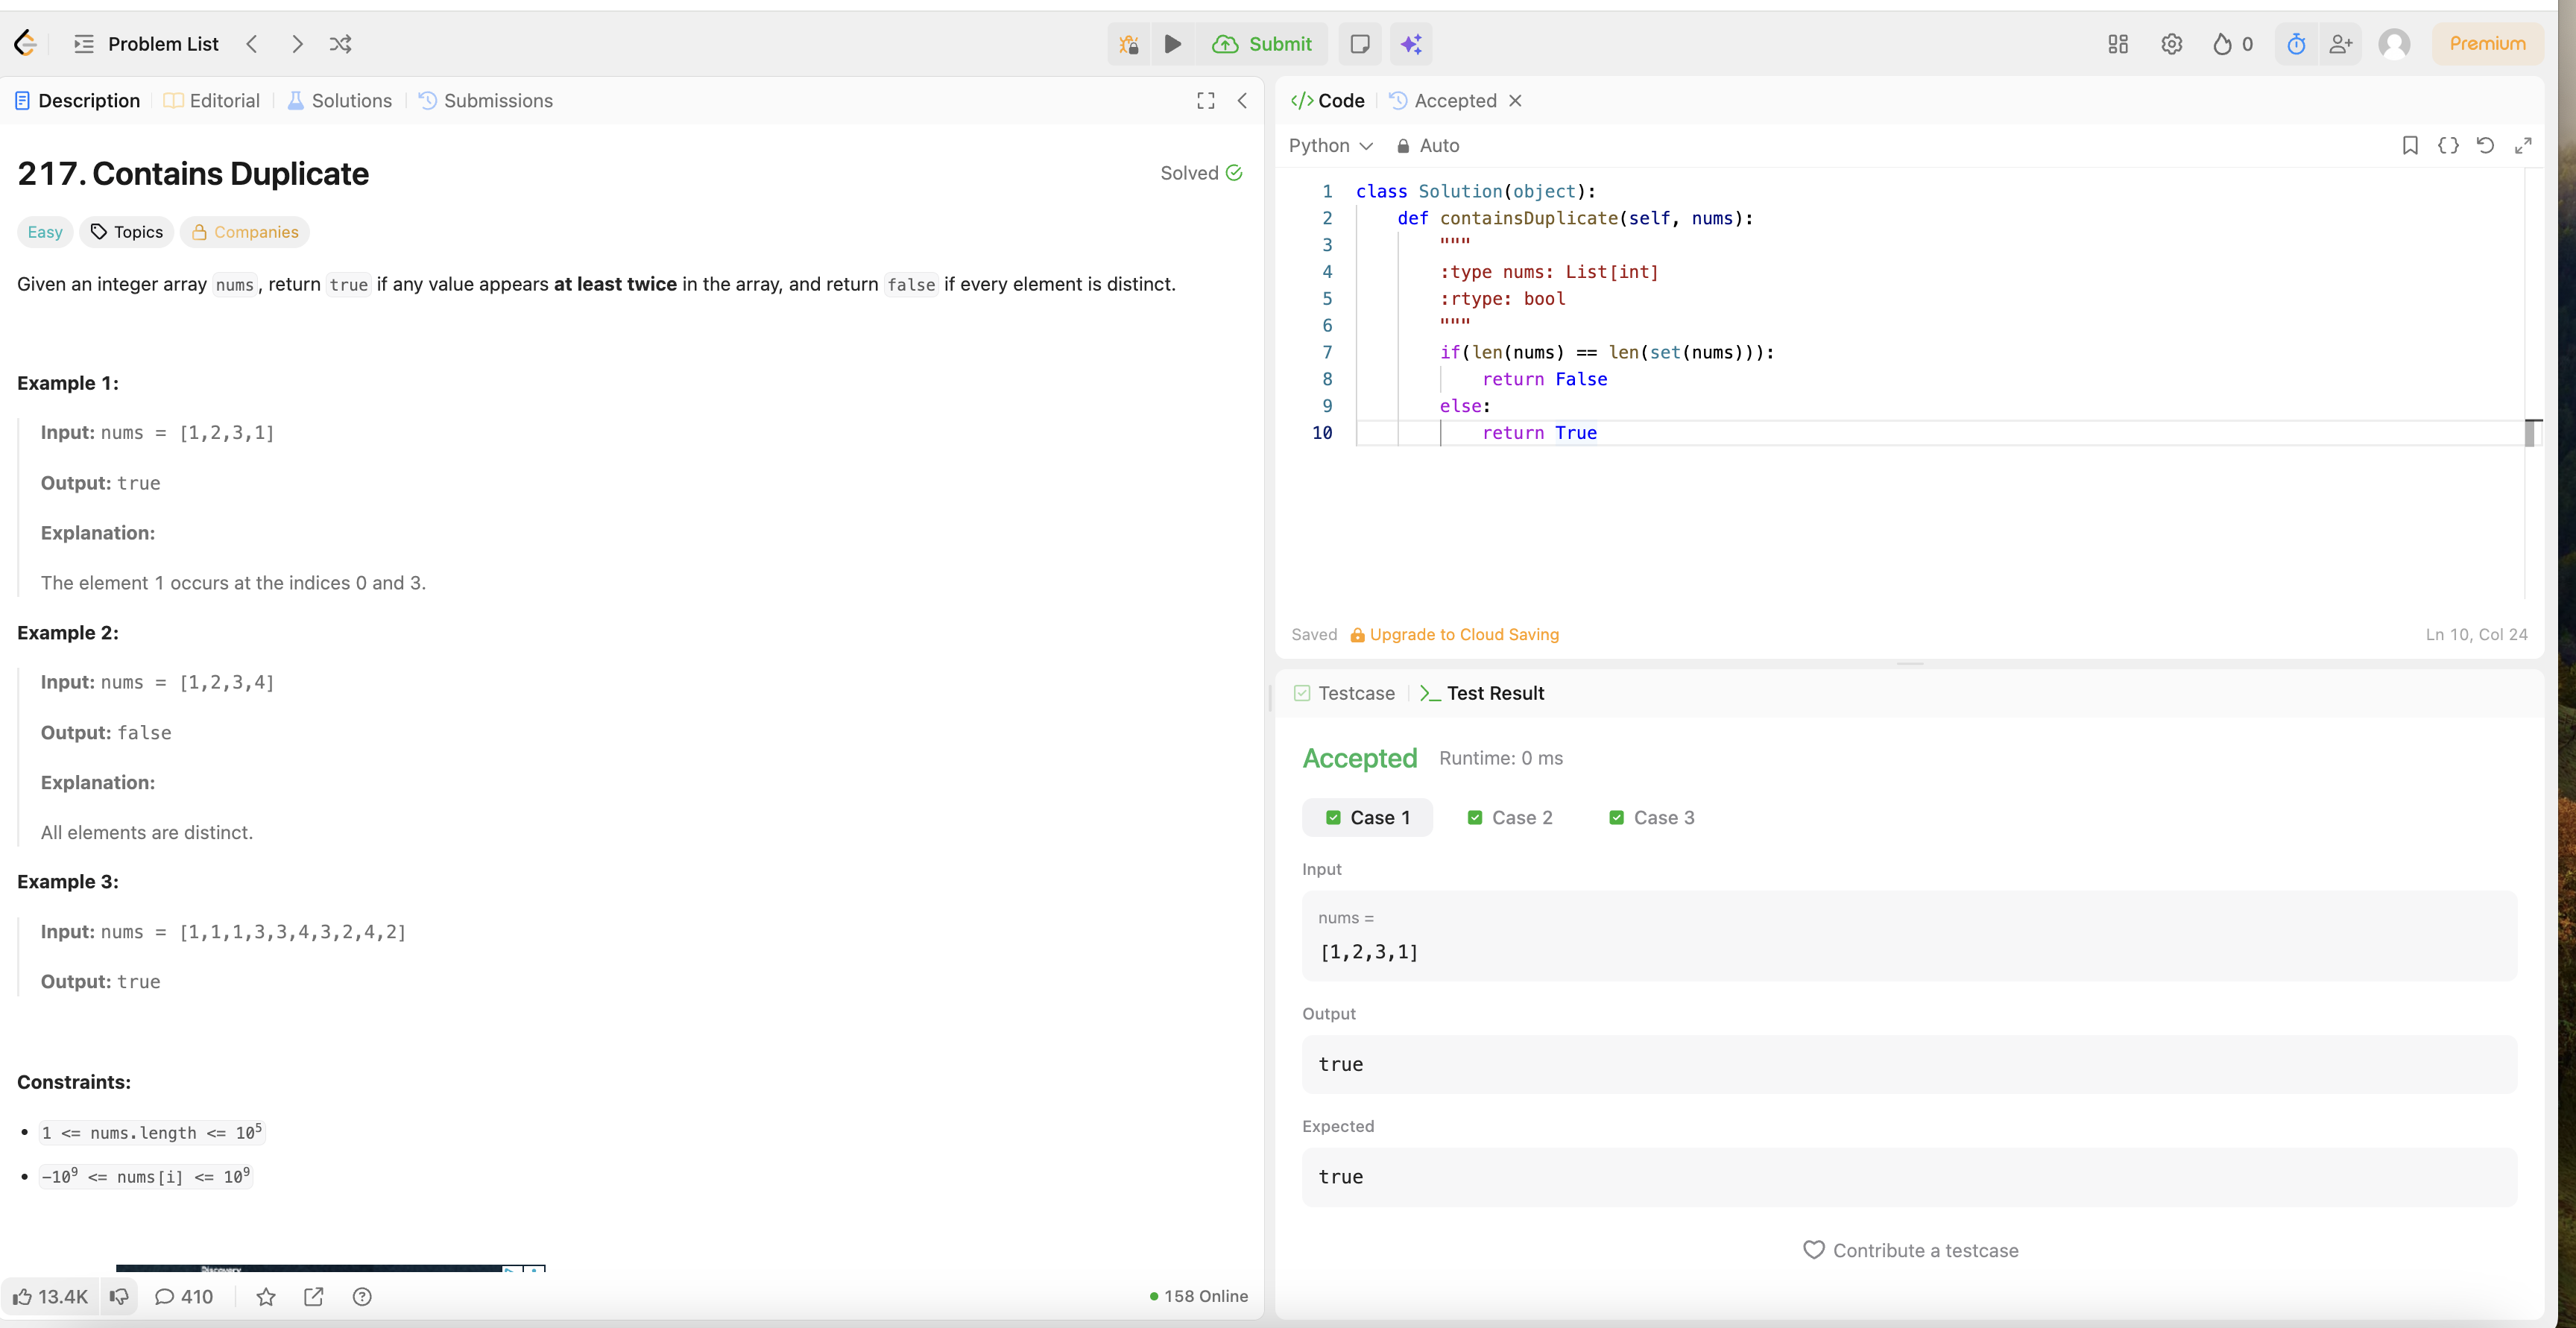 Problem List
Submit
0
Premium
Description
Editorial
Solutions
Submissions
217. Contains Duplicate
Solved
Easy
Topics
Companies
Given an integer array nums, return true if any value appears at least twice in the array, and return false if every element is distinct.
Example 1:
Input: nums = [1,2,3,1]
Output: true
Explanation:
The element 1 occurs at the indices 0 and 3.
Example 2:
Input: nums = [1,2,3,4]
Output: false
Explanation:
All elements are distinct.
Example 3:
Input: nums = [1,1,1,3,3,4,3,2,4,2]
Output: true
Constraints:
• 1 <= nums.length <= 10⁵
• -10⁹ <= nums[i] <= 10⁹
Discovery
13.4K
410
158 Online
</> Code
Accepted
Python
Auto
1 class Solution(object):
2     def containsDuplicate(self, nums):
3         """
4         :type nums: List[int]
5         :rtype: bool
6         """
7         if(len(nums) == len(set(nums))):
8             return False
9         else:
10             return True
Saved
Upgrade to Cloud Saving
Ln 10, Col 24
Testcase
>_ Test Result
Accepted
Runtime: 0 ms
Case 1
Case 2
Case 3
Input
nums =
[1,2,3,1]
Output
true
Expected
true
Contribute a testcase